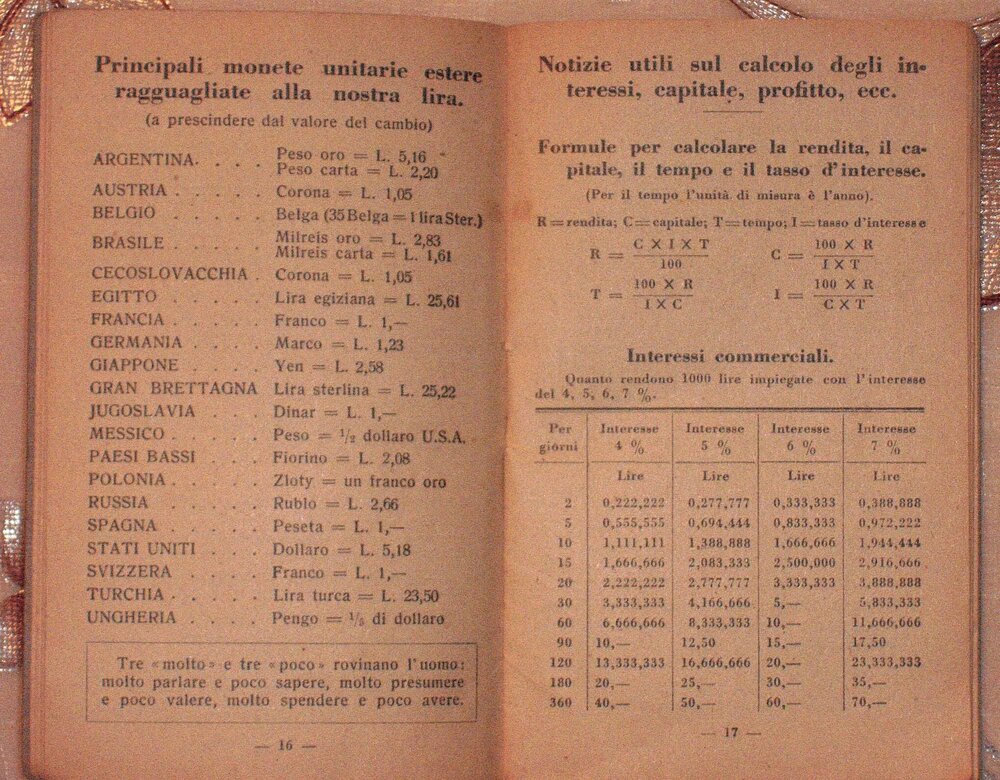 Principali monete unitarie estere
ragguagliate alla nostra lira.
(a prescindere dal valore del cambio)
ARGENTINA. . . . Peso oro = L. 5,16
Peso carta = L. 2,20
AUSTRIA . . . . . Corona = L. 1,05
BELGIO . . . . . Belga (35 Belga = 1 lira Ster.)
BRASILE . . . . . Milreis oro = L. 2,83
Milreis carta = L. 1,61
CECOSLOVACCHIA . Corona = L. 1,05
EGITTO . . . . . Lira egiziana = L. 25,61
FRANCIA . . . . . Franco = L. 1,—
GERMANIA . . . . Marco = L. 1,23
GIAPPONE . . . . Yen = L. 2,58
GRAN BRETTAGNA Lira sterlina = L. 25,22
JUGOSLAVIA . . . Dinar = L. 1,—
MESSICO . . . . . Peso = ½ dollaro U.S.A.
PAESI BASSI . . . Fiorino = L. 2,08
POLONIA . . . . . Zloty = un franco oro
RUSSIA . . . . . Rublo = L. 2,66
SPAGNA . . . . . Peseta = L. 1,—
STATI UNITI . . . Dollaro = L. 5,18
SVIZZERA . . . . Franco = L. 1,—
TURCHIA . . . . . Lira turca = L. 23,50
UNGHERIA . . . . Pengo = 1/5 di dollaro
Tre «molto» e tre «poco» rovinano l'uomo:
molto parlare e poco sapere, molto presumere
e poco valere, molto spendere e poco avere.
— 16 —
Notizie utili sul calcolo degli in-
teressi, capitale, profitto, ecc.
Formule per calcolare la rendita, il ca-
pitale, il tempo e il tasso d'interesse.
(Per il tempo l'unità di misura è l'anno).
R = rendita; C = capitale; T = tempo; I = tasso d'interesse
R = C X I X T / 100 C = 100 X R / I X T
T = 100 X R / I X C I = 100 X R / C X T
Interessi commerciali.
Quanto rendono 1000 lire impiegate con l'interesse
del 4, 5, 6, 7 %.
Per giorni Interesse 4 % Interesse 5 % Interesse 6 % Interesse 7 %
Lire Lire Lire Lire
2 0,222,222 0,277,777 0,333,333 0,388,888
5 0,555,555 0,694,444 0,833,333 0,972,222
10 1,111,111 1,388,888 1,666,666 1,944,444
15 1,666,666 2,083,333 2,500,000 2,916,666
20 2,222,222 2,777,777 3,333,333 3,888,888
30 3,333,333 4,166,666 5,— 5,833,333
60 6,666,666 8,333,333 10,— 11,666,666
90 10,— 12,50 15,— 17,50
120 13,333,333 16,666,666 20,— 23,333,333
180 20,— 25,— 30,— 35,—
360 40,— 50,— 60,— 70,—
— 17 —